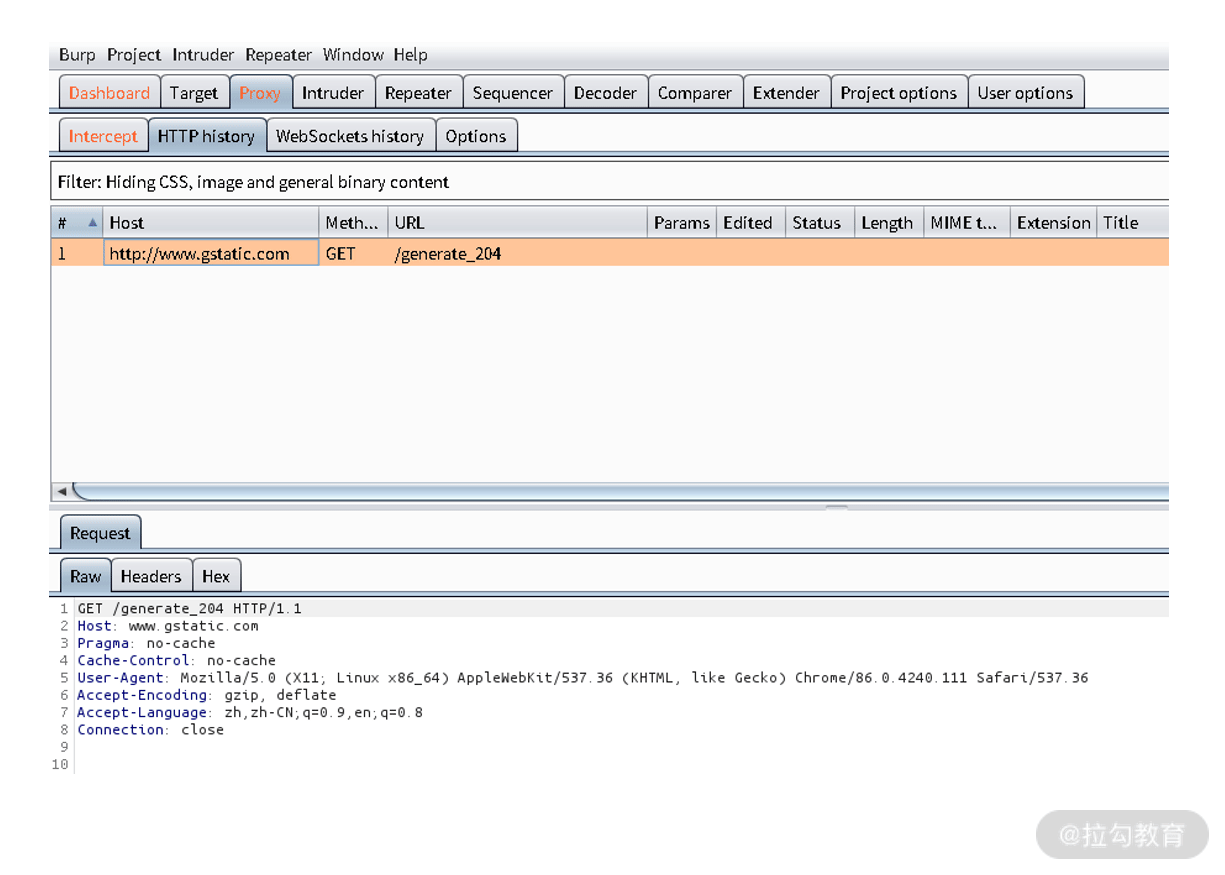 Burp Project Intruder Repeater Window Help
Dashboard Target Proxy Intruder Repeater Sequencer Decoder Comparer Extender Project options User options
Intercept HTTP history WebSockets history Options
Filter: Hiding CSS, image and general binary content
# Host Meth... URL Params Edited Status Length MIME t... Extension Title
1 http://www.gstatic.com GET /generate_204
Request
Raw Headers Hex
1 GET /generate_204 HTTP/1.1
2 Host: www.gstatic.com
3 Pragma: no-cache
4 Cache-Control: no-cache
5 User-Agent: Mozilla/5.0 (X11; Linux x86_64) AppleWebKit/537.36 (KHTML, like Gecko) Chrome/86.0.4240.111 Safari/537.36
6 Accept-Encoding: gzip, deflate
7 Accept-Language: zh,zh-CN;q=0.9,en;q=0.8
8 Connection: close
9
10
@拉勾教育